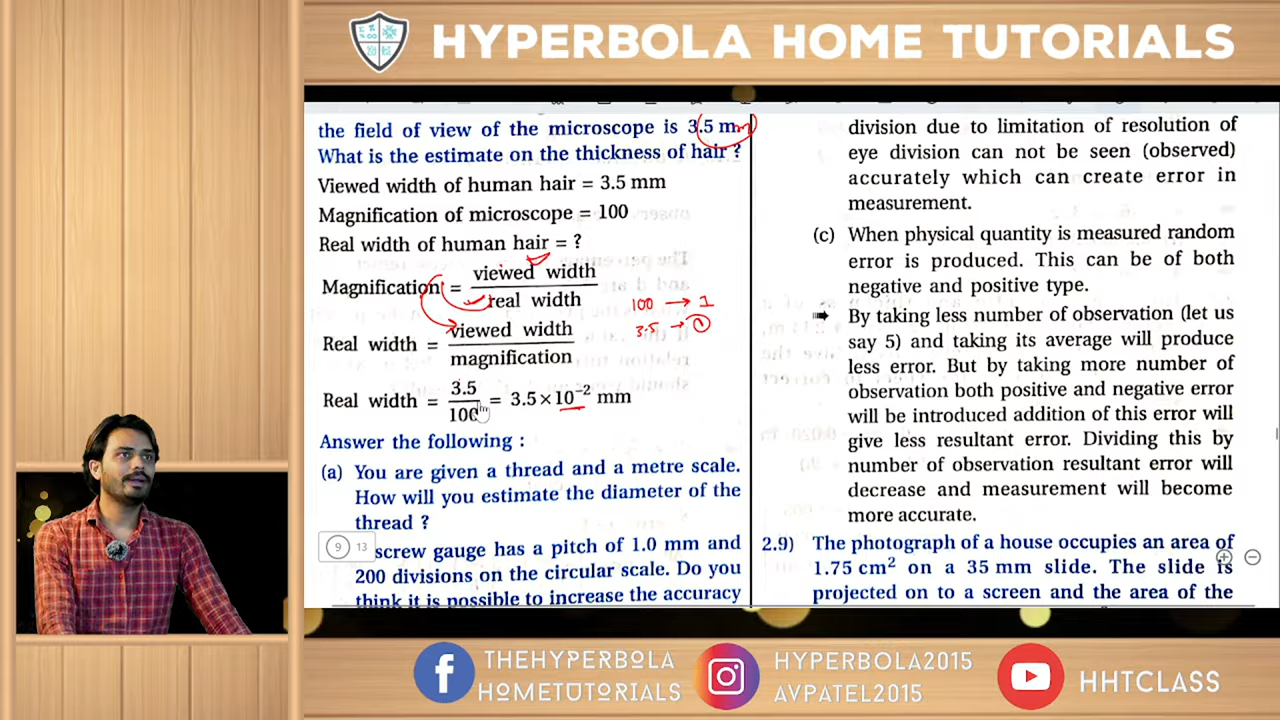 HYPERBOLA HOME TUTORIALS
the field of view of the microscope is 3.5 mm
What is the estimate on the thickness of hair ?
Viewed width of human hair = 3.5 mm
Magnification of microscope = 100
Real width of human hair = ?
Magnification = viewed width / real width
100 → 1
3.5 → ?
Real width = viewed width / magnification
Real width = 3.5 / 100 = 3.5 × 10⁻² mm
Answer the following :
(a) You are given a thread and a metre scale.
How will you estimate the diameter of the
thread ?
9 13
screw gauge has a pitch of 1.0 mm and
200 divisions on the circular scale. Do you
think it is possible to increase the accuracy
division due to limitation of resolution of
eye division can not be seen (observed)
accurately which can create error in
measurement.
(c) When physical quantity is measured random
error is produced. This can be of both
negative and positive type.
➠ By taking less number of observation (let us
say 5) and taking its average will produce
less error. But by taking more number of
observation both positive and negative error
will be introduced addition of this error will
give less resultant error. Dividing this by
number of observation resultant error will
decrease and measurement will become
more accurate.
2.9) The photograph of a house occupies an area of
1.75 cm² on a 35 mm slide. The slide is
projected on to a screen and the area of the
THEHYPERBOLA
HOMETUTORIALS
HYPERBOLA2015
AVPATEL2015
HHTCLASS